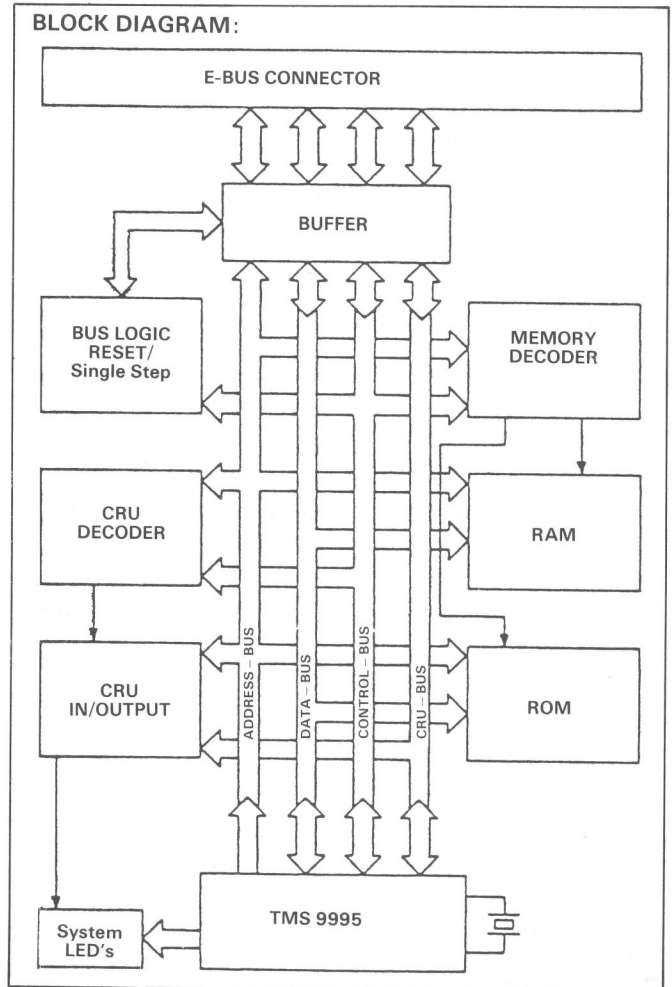 BLOCK DIAGRAM:
E-BUS CONNECTOR
BUFFER
BUS LOGIC
RESET/
Single Step
MEMORY
DECODER
CRU
DECODER
RAM
CRU
IN/OUTPUT
ADDRESS – BUS
DATA – BUS
CONTROL – BUS
CRU – BUS
ROM
System
LED's
TMS 9995